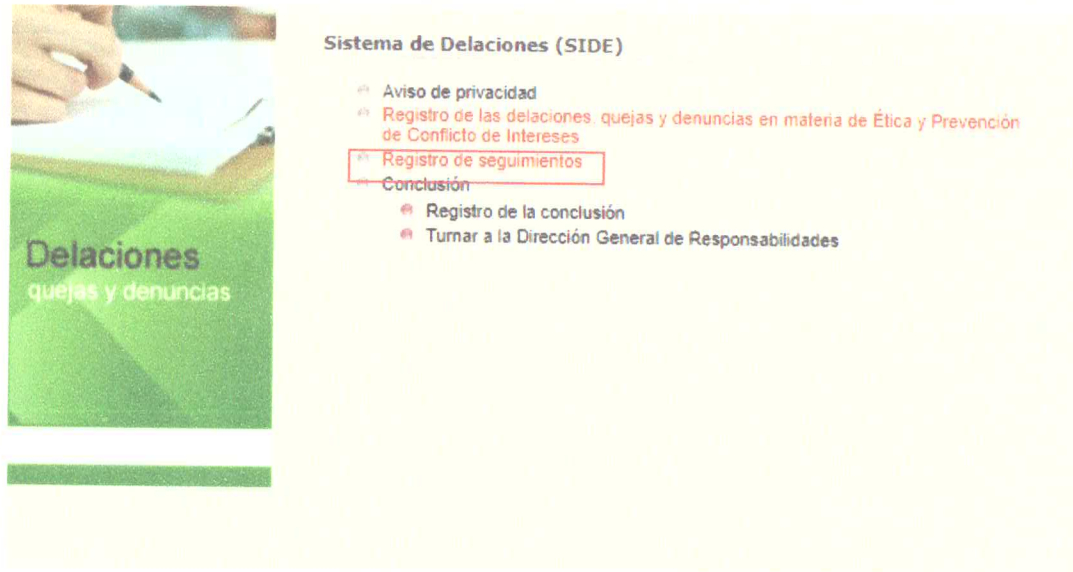 Sistema de Delaciones (SIDE)
Aviso de privacidad
Registro de las delaciones, quejas y denuncias en materia de Ética y Prevención
de Conflicto de Intereses
Registro de seguimientos
Conclusión
Registro de la conclusión
Turnar a la Dirección General de Responsabilidades
Delaciones
quejas y denuncias